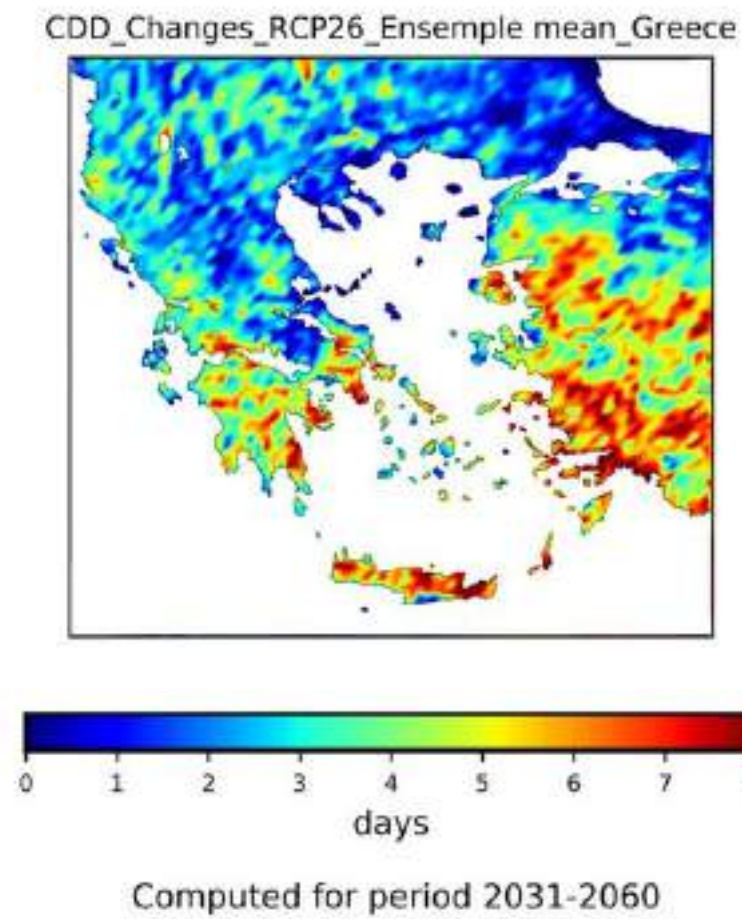 CDD_Changes_RCP26_Ensemple mean_Greece
0 1 2 3 4 5 6 7
days
Computed for period 2031-2060